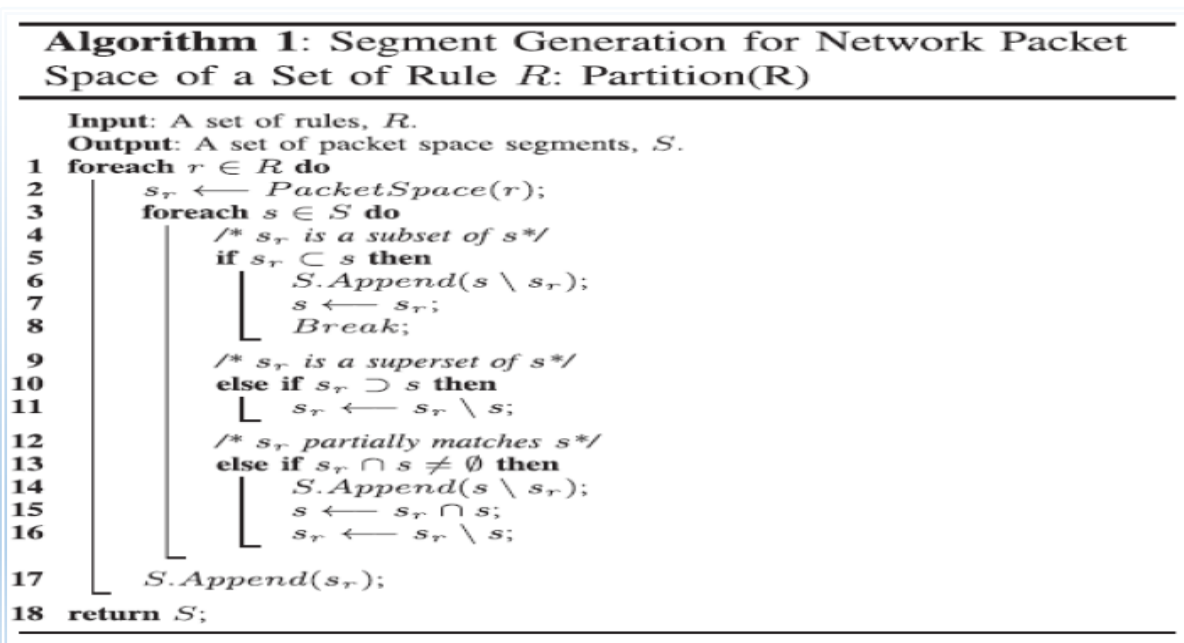 Algorithm 1: Segment Generation for Network Packet
Space of a Set of Rule R: Partition(R)
Input: A set of rules, R.
Output: A set of packet space segments, S.
1 foreach r ∈ R do
2 s_r ⟵ PacketSpace(r);
3 foreach s ∈ S do
4 /* s_r is a subset of s*/
5 if s_r ⊂ s then
6 S.Append(s \ s_r);
7 s ⟵ s_r;
8 Break;
9 /* s_r is a superset of s*/
10 else if s_r ⊃ s then
11 s_r ⟵ s_r \ s;
12 /* s_r partially matches s*/
13 else if s_r ∩ s ≠ ∅ then
14 S.Append(s \ s_r);
15 s ⟵ s_r ∩ s;
16 s_r ⟵ s_r \ s;
17 S.Append(s_r);
18 return S;